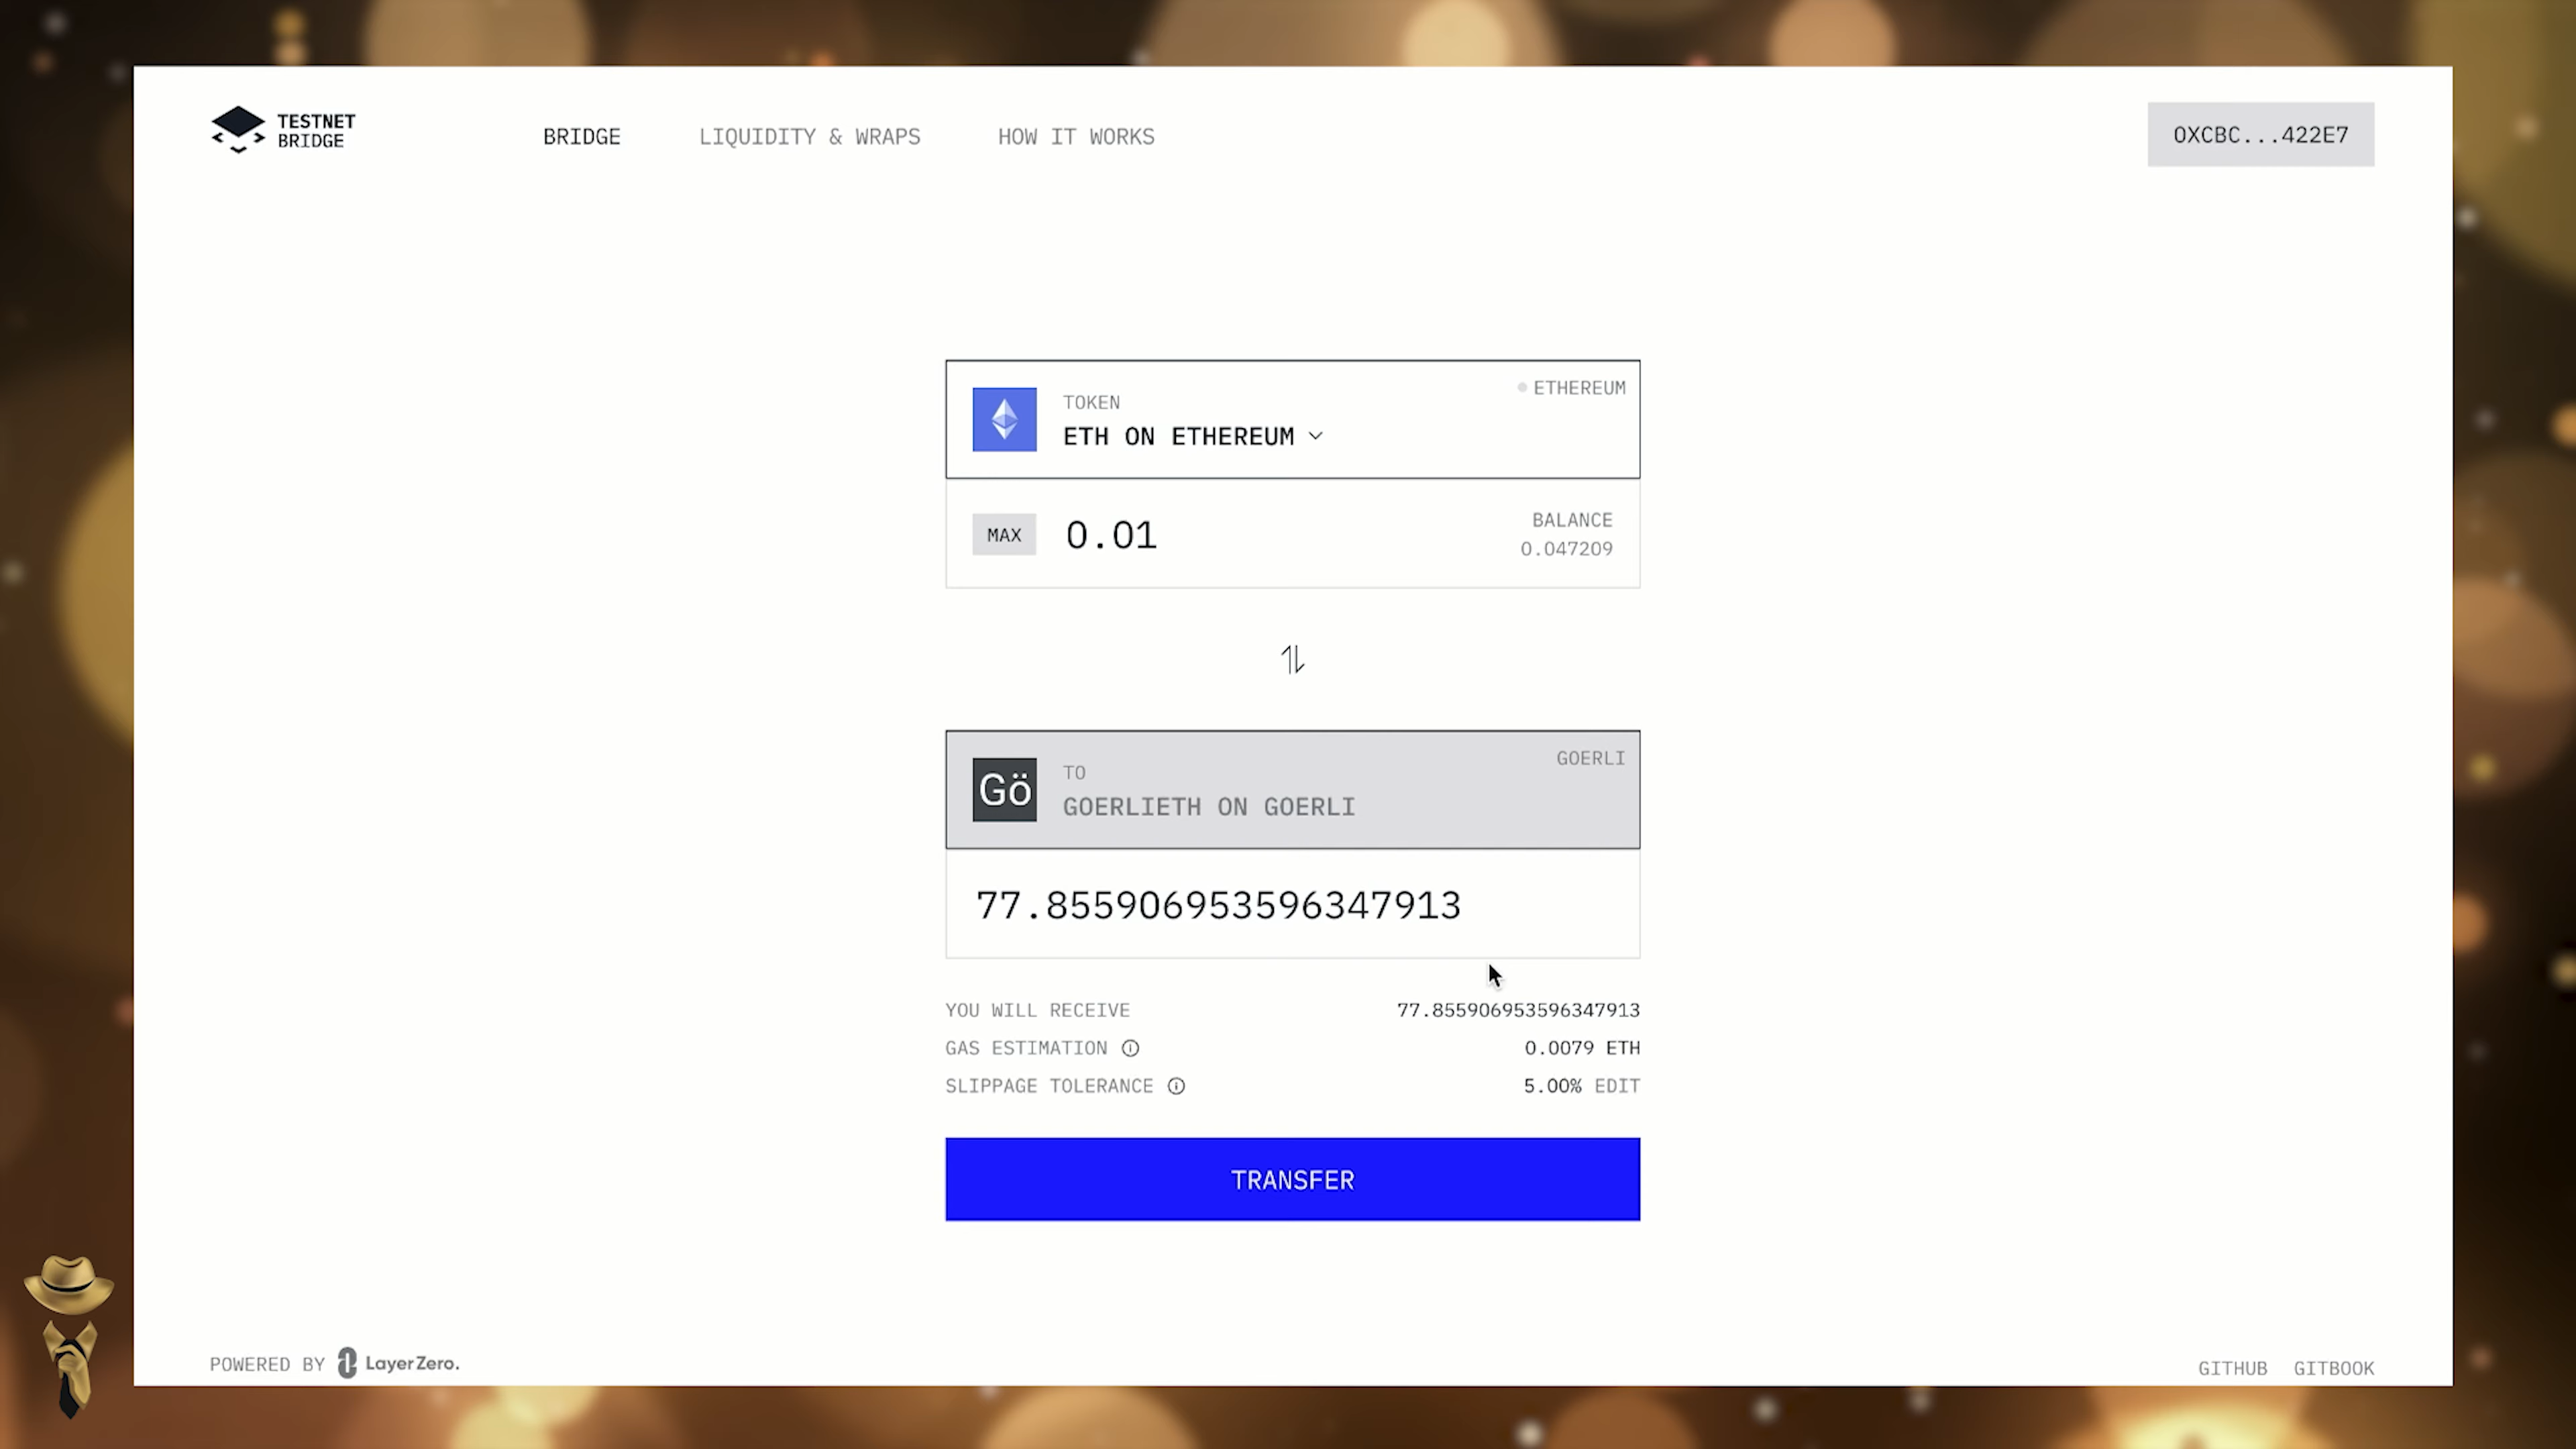 TESTNET
BRIDGE
BRIDGE
LIQUIDITY & WRAPS
HOW IT WORKS
0XCBC...422E7
TOKEN
ETHEREUM
ETH ON ETHEREUM
MAX
0.01
BALANCE
0.047209
Gö
TO
GOERLI
GOERLIETH ON GOERLI
77.855906953596347913
YOU WILL RECEIVE
77.855906953596347913
GAS ESTIMATION
0.0079 ETH
SLIPPAGE TOLERANCE
5.00% EDIT
TRANSFER
POWERED BY LayerZero.
GITHUB
GITBOOK